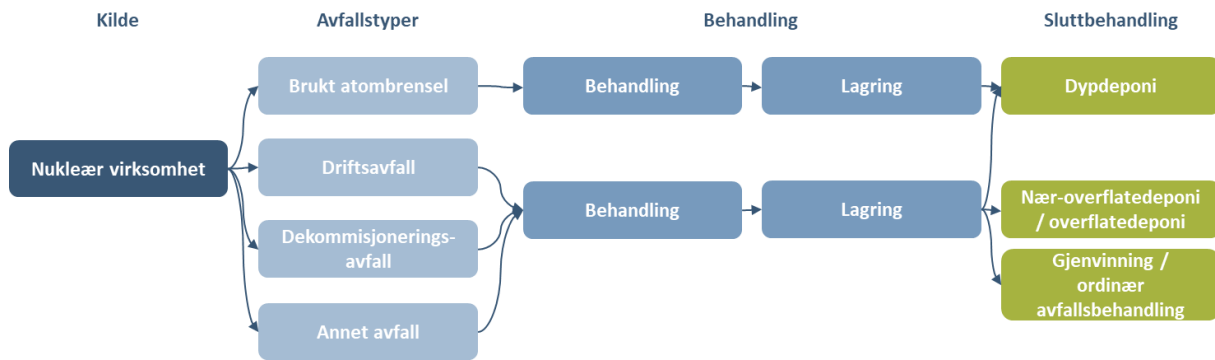 Kilde
Avfallstyper
Behandling
Sluttbehandling
Brukt atombrensel
Behandling
Lagring
Dypdeponi
Nukleær virksomhet
Driftsavfall
Dekommisjonerings-
avfall
Annet avfall
Behandling
Lagring
Nær-overflatedeponi
/ overflatedeponi
Gjenvinning /
ordinær
avfallsbehandling